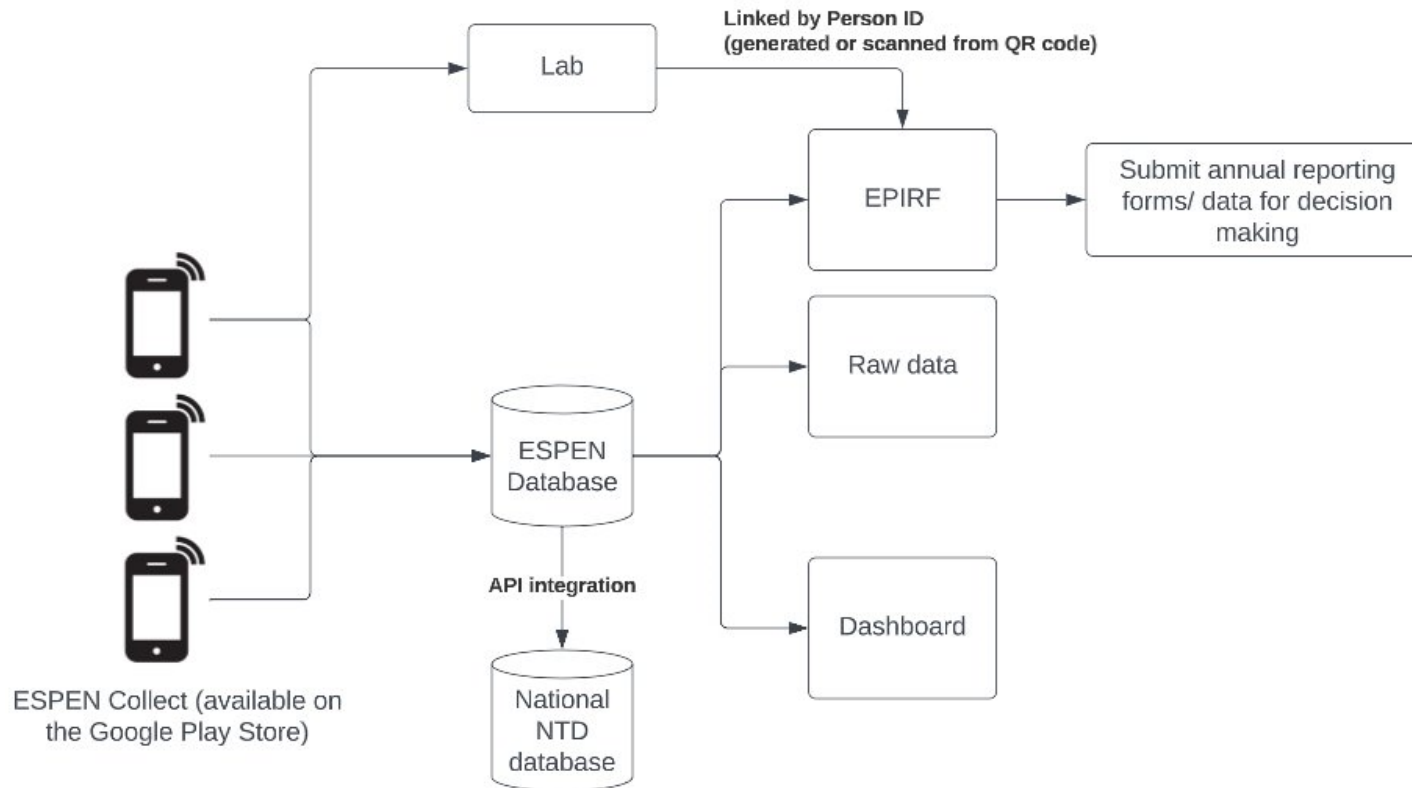 Linked by Person ID
(generated or scanned from QR code)
Lab
EPIRF
Submit annual reporting
forms/ data for decision
making
Raw data
ESPEN
Database
API integration
Dashboard
National
NTD
database
ESPEN Collect (available on
the Google Play Store)